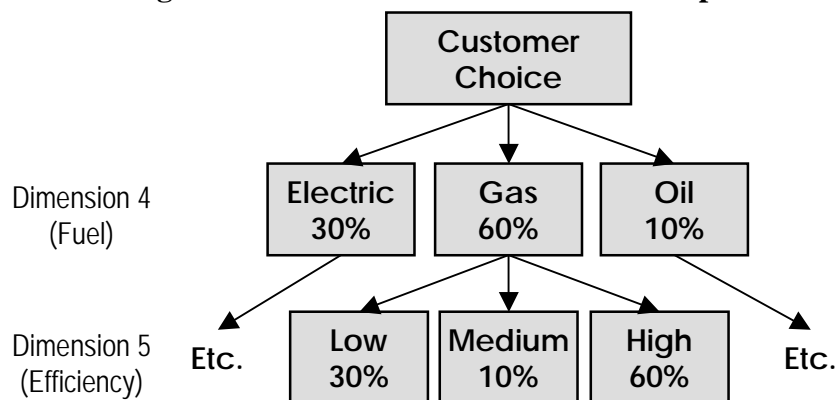 Customer
Choice
Dimension 4
(Fuel)
Electric
30%
Gas
60%
Oil
10%
Dimension 5
(Efficiency)
Etc.
Low
30%
Medium
10%
High
60%
Etc.